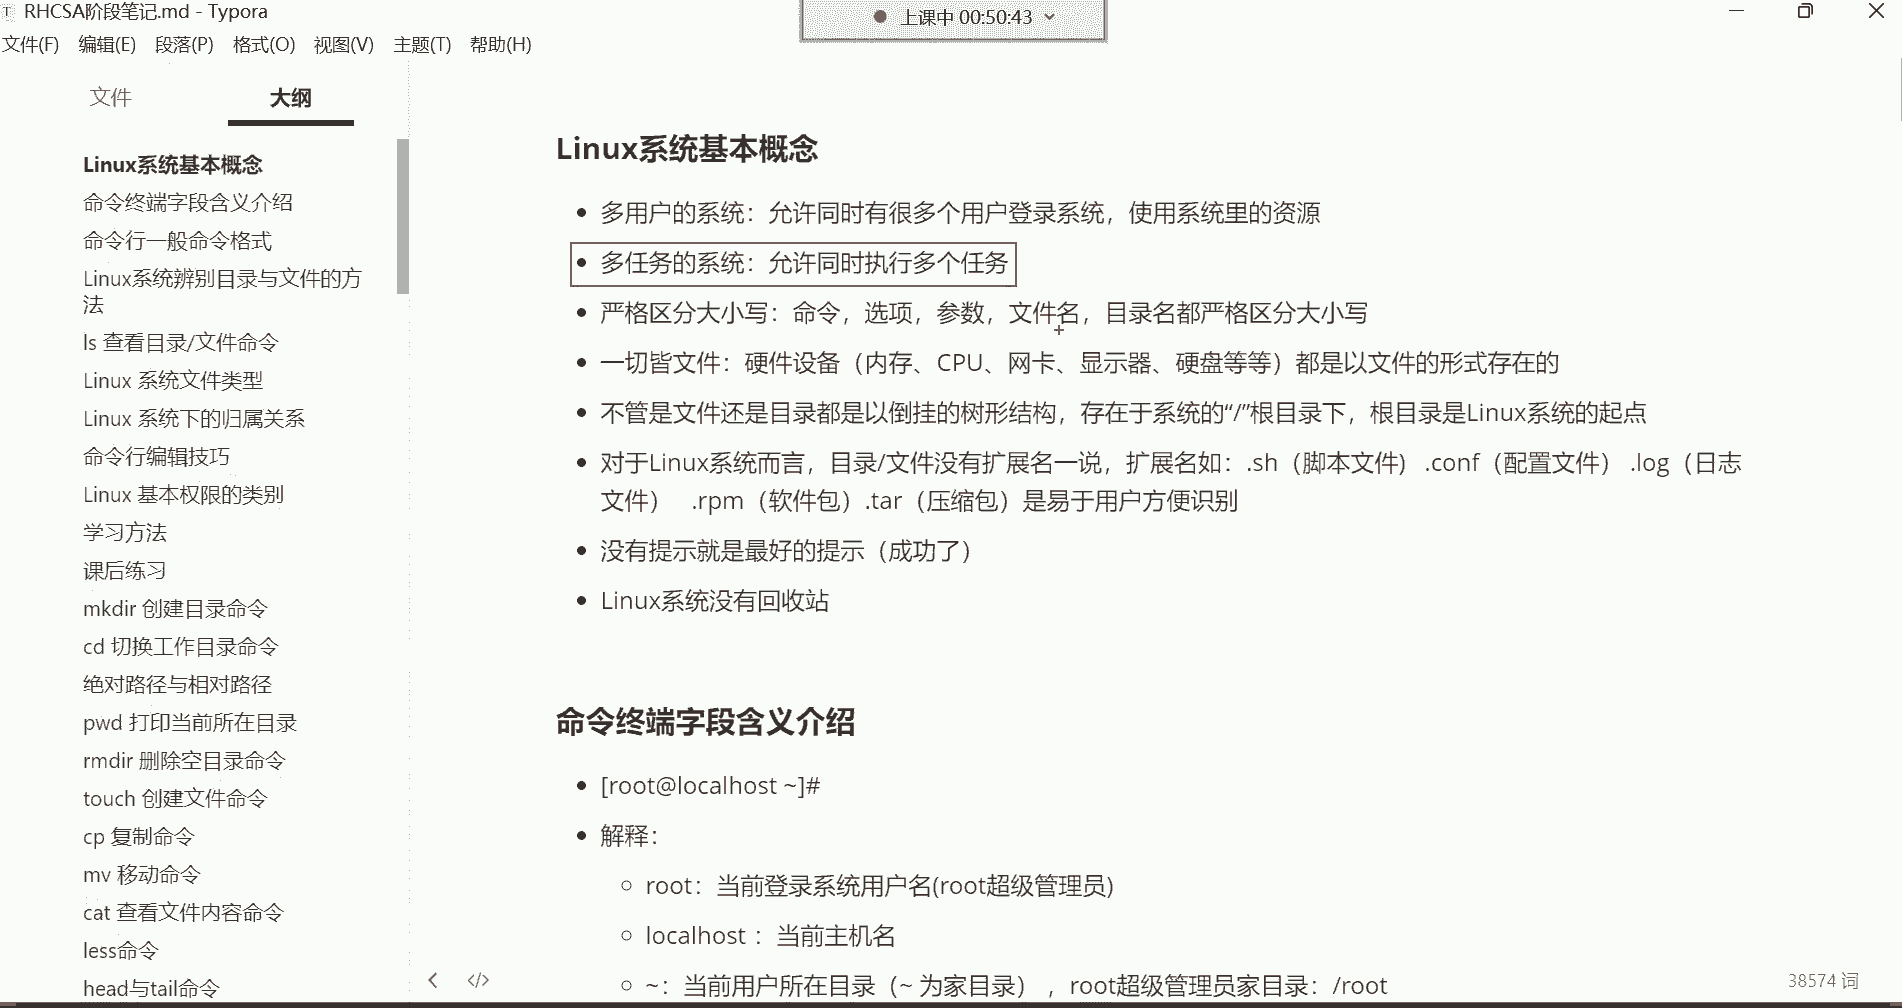 RHCSA阶段笔记.md - Typora
上课中 00:50:43
文件(F) 编辑(E) 段落(P) 格式(O) 视图(V) 主题(T) 帮助(H)
文件 大纲
Linux系统基本概念
命令终端字段含义介绍
命令行一般命令格式
Linux系统辨别目录与文件的方
法
ls 查看目录/文件命令
Linux 系统文件类型
Linux 系统下的归属关系
命令行编辑技巧
Linux 基本权限的类别
学习方法
课后练习
mkdir 创建目录命令
cd 切换工作目录命令
绝对路径与相对路径
pwd 打印当前所在目录
rmdir 删除空目录命令
touch 创建文件命令
cp 复制命令
mv 移动命令
cat 查看文件内容命令
less命令
head与tail命令
Linux系统基本概念
多用户的系统：允许同时有很多个用户登录系统，使用系统里的资源
多任务的系统：允许同时执行多个任务
严格区分大小写：命令，选项，参数，文件名，目录名都严格区分大小写
一切皆文件：硬件设备（内存、CPU、网卡、显示器、硬盘等等）都是以文件的形式存在的
不管是文件还是目录都是以倒挂的树形结构，存在于系统的“/”根目录下，根目录是Linux系统的起点
对于Linux系统而言，目录/文件没有扩展名一说，扩展名如：.sh（脚本文件）.conf（配置文件） .log（日志
文件） .rpm（软件包）.tar（压缩包）是易于用户方便识别
没有提示就是最好的提示（成功了）
Linux系统没有回收站
命令终端字段含义介绍
[root@localhost ~]#
解释：
root：当前登录系统用户名(root超级管理员)
localhost ：当前主机名
~：当前用户所在目录（~ 为家目录），root超级管理员家目录：/root
38574 词